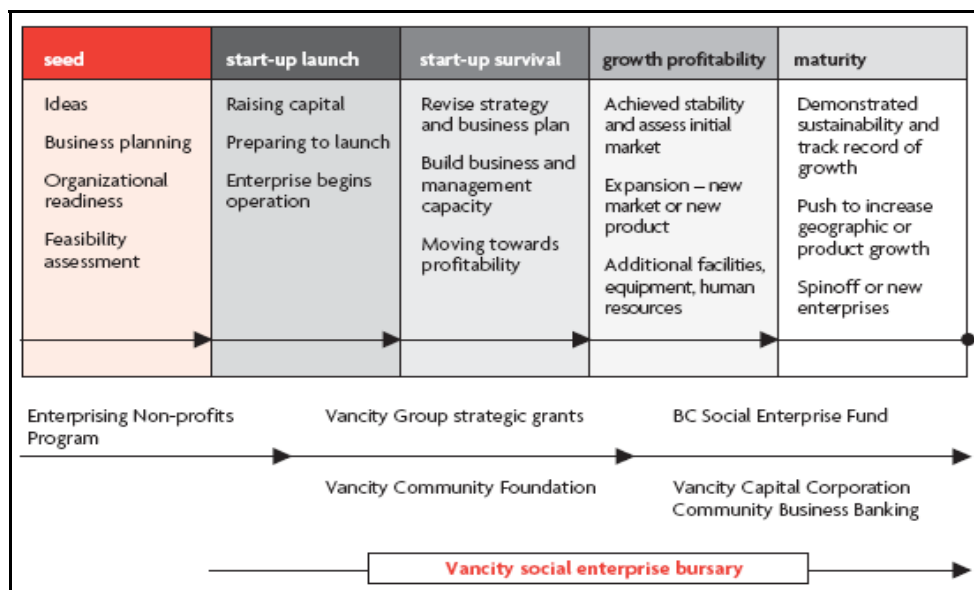 seed
Ideas
Business planning
Organizational
readiness
Feasibility
assessment
start-up launch
Raising capital
Preparing to launch
Enterprise begins
operation
start-up survival
Revise strategy
and business plan
Build business and
management
capacity
Moving towards
profitability
growth profitability
Achieved stability
and assess initial
market
Expansion – new
market or new
product
Additional facilities,
equipment, human
resources
maturity
Demonstrated
sustainability and
track record of
growth
Push to increase
geographic or
product growth
Spinoff or new
enterprises
Enterprising Non-profits
Program
Vancity Group strategic grants
Vancity Community Foundation
BC Social Enterprise Fund
Vancity Capital Corporation
Community Business Banking
Vancity social enterprise bursary